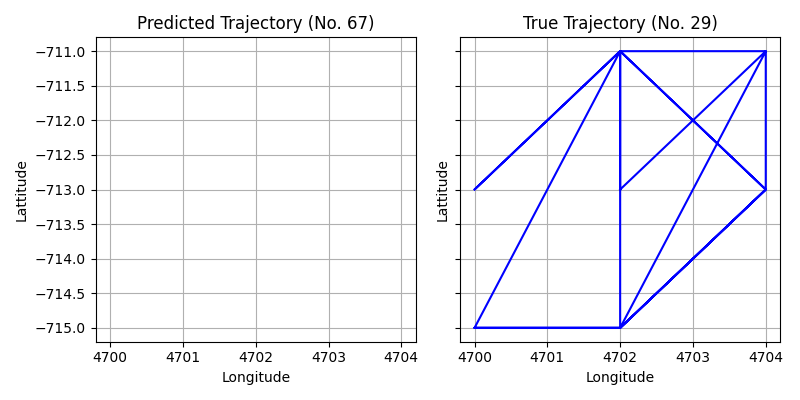 Predicted Trajectory (No. 67)
True Trajectory (No. 29)
−711.0
−711.5
−712.0
−712.5
−713.0
−713.5
−714.0
−714.5
−715.0
Lattitude
Lattitude
4700 4701 4702 4703 4704
4700 4701 4702 4703 4704
Longitude
Longitude